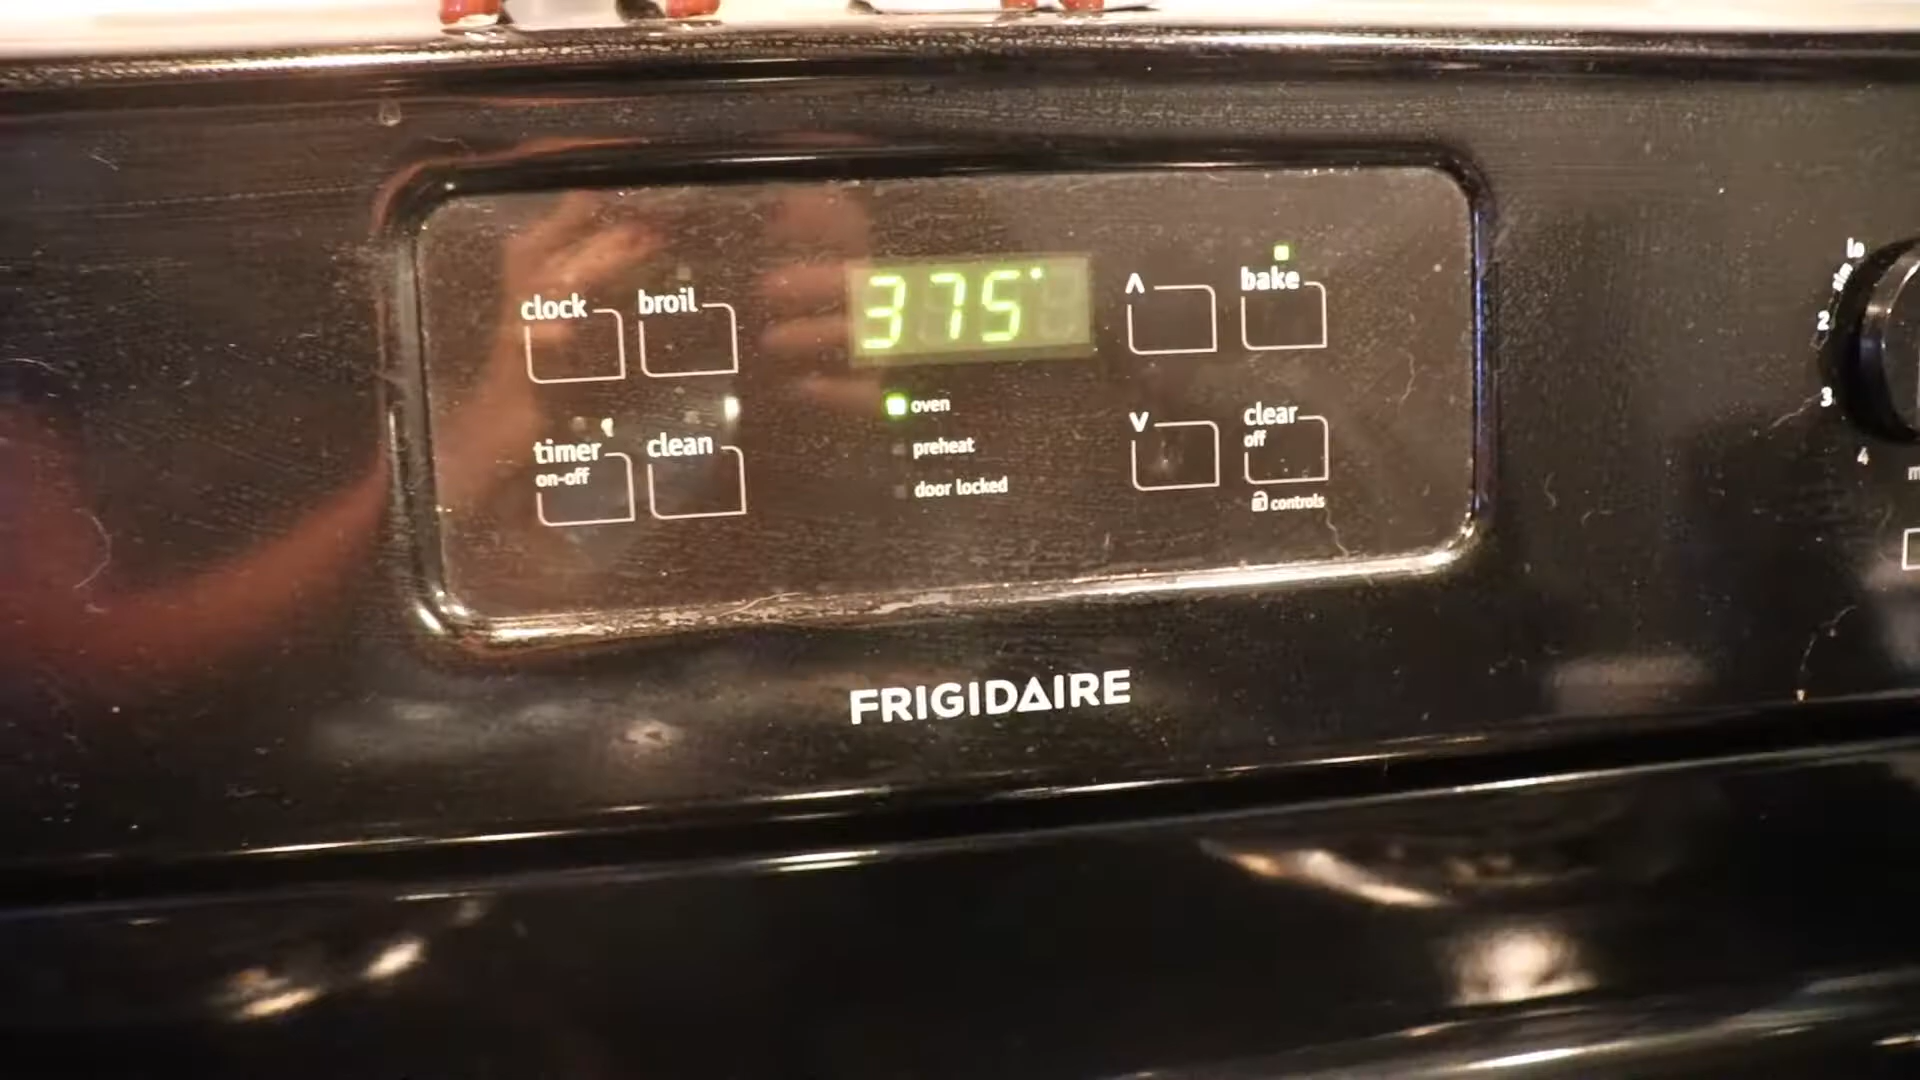 clock broil
375°
^ bake
oven
timer
on-off
clean
preheat
door locked
v clear
off
controls
FRIGIDAIRE
lo
2
3
4